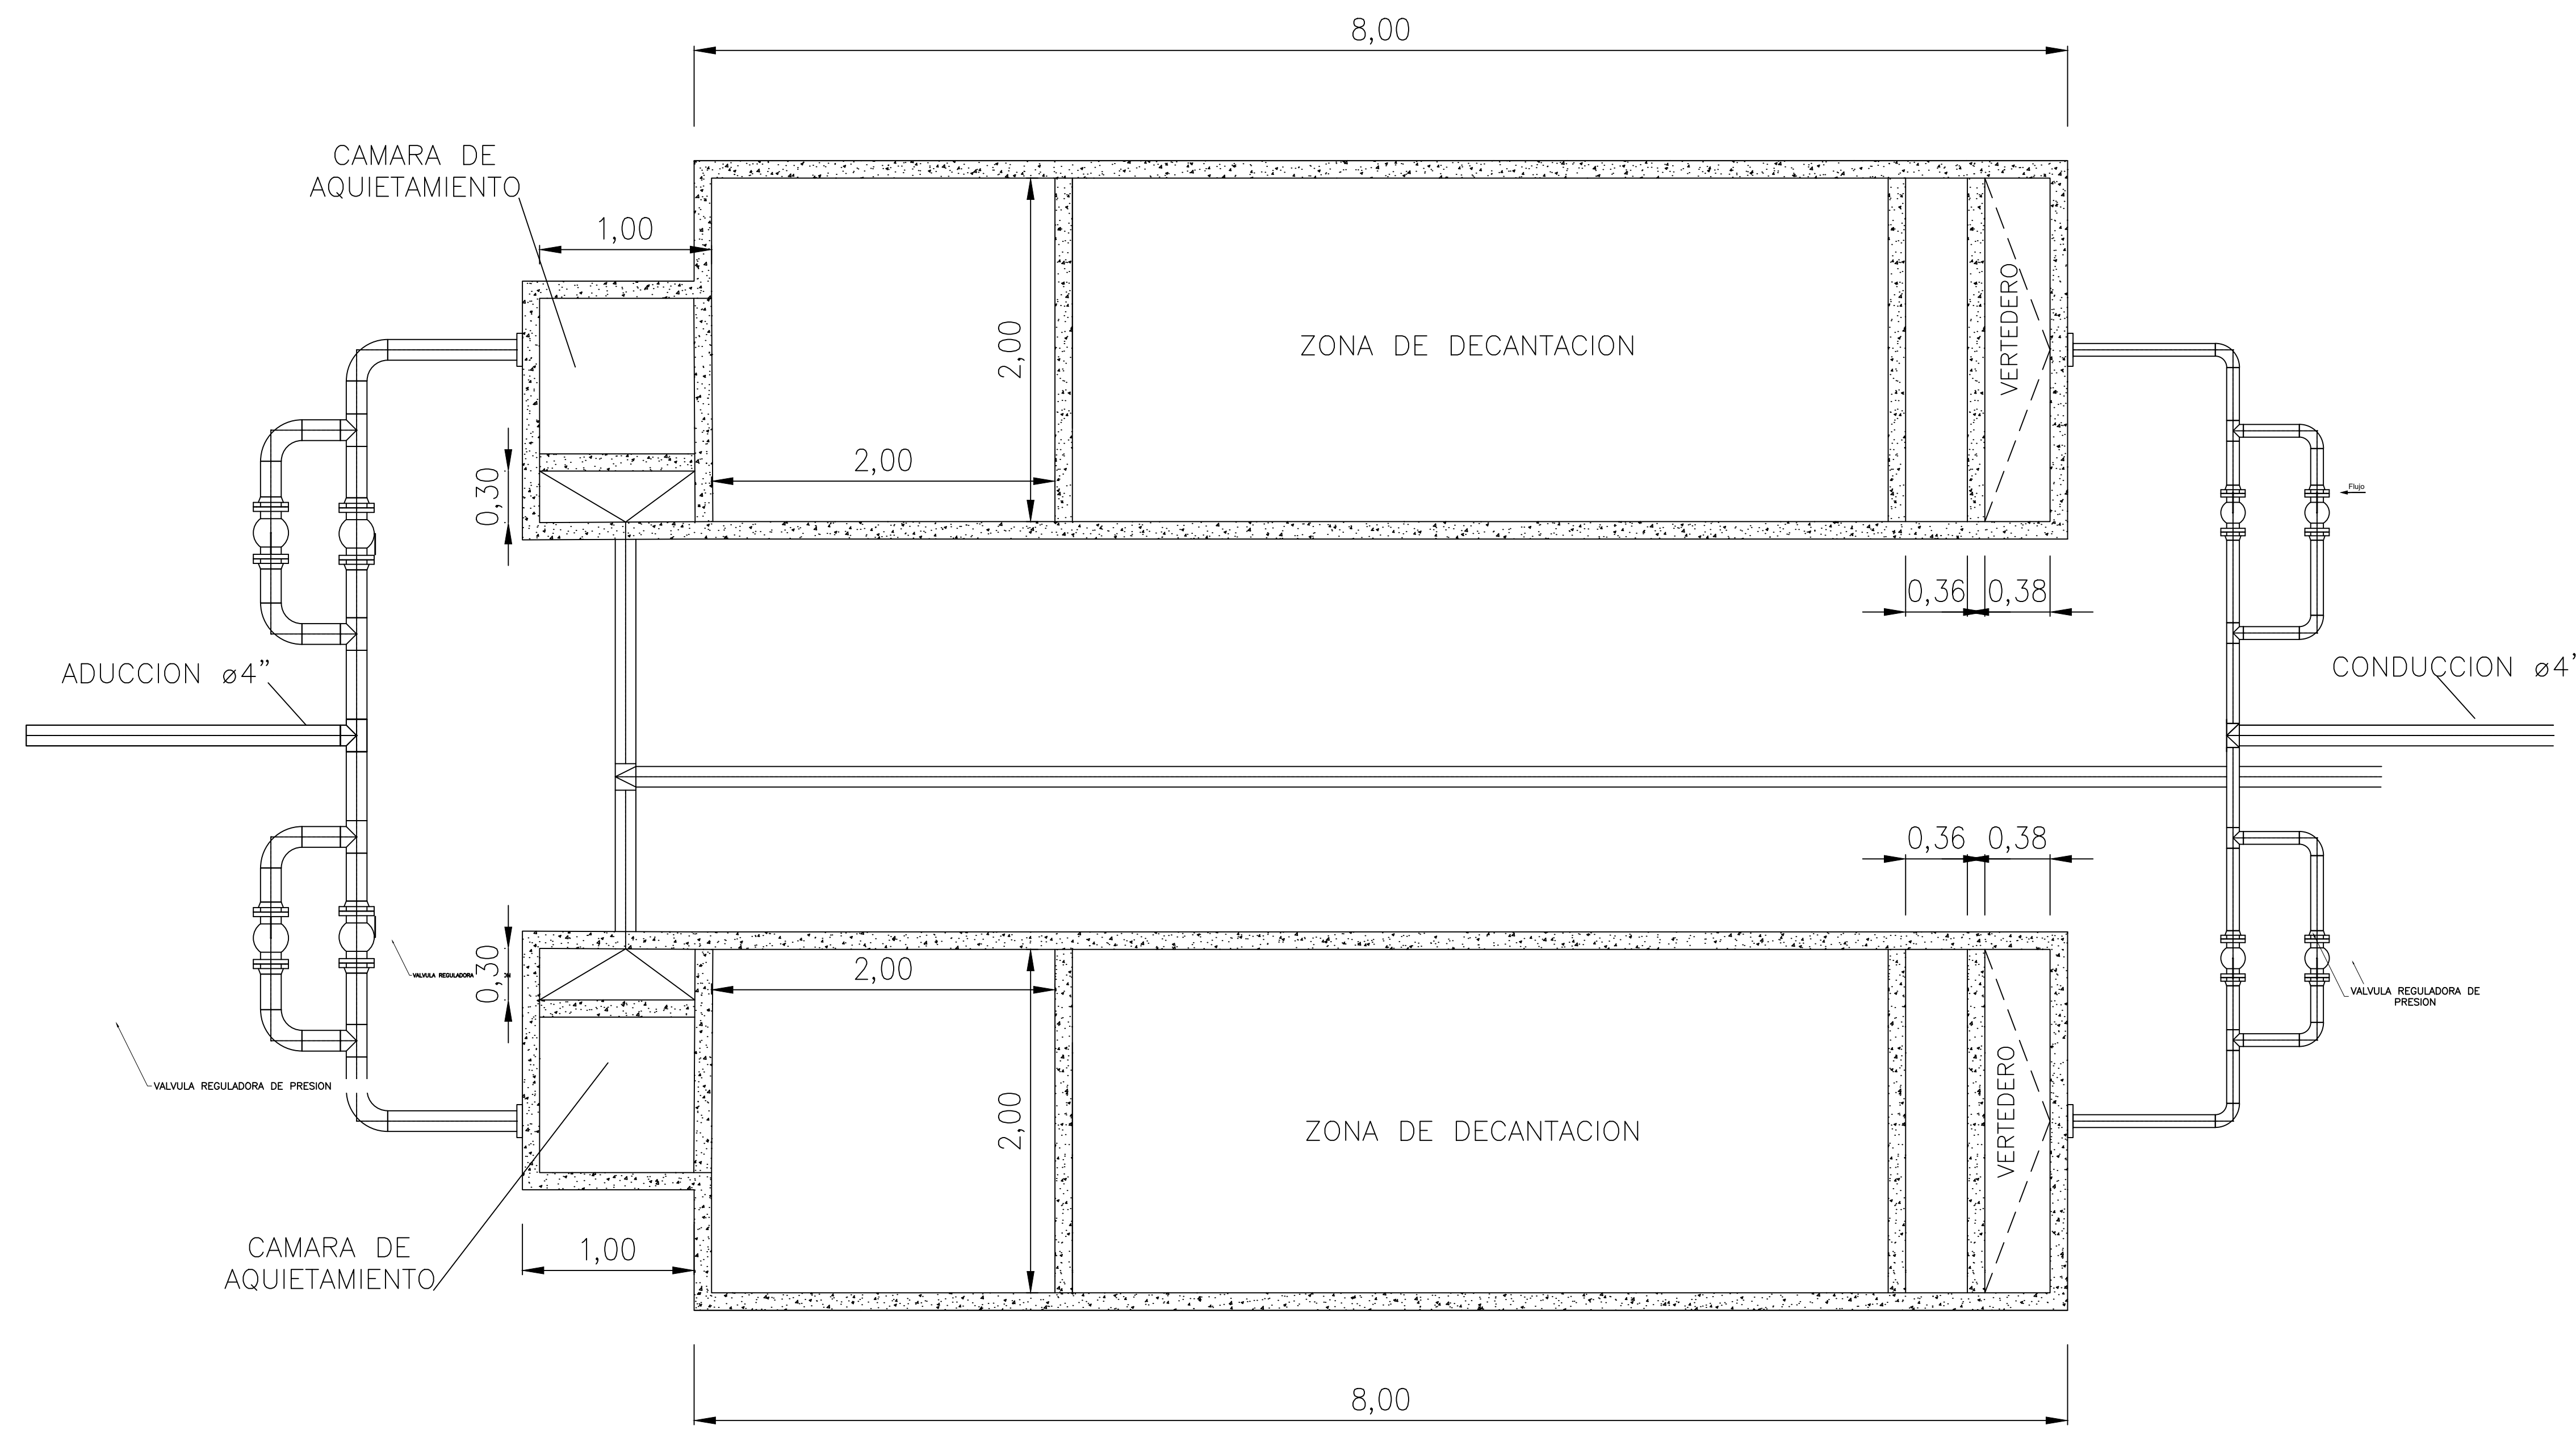 8,00
CAMARA DE
AQUIETAMIENTO
1,00
2,00
ZONA DE DECANTACION
VERTEDERO
2,00
0,30
Flujo
0,36
0,38
ADUCCION ø4"
CONDUCCION ø4"
0,36
0,38
0,30
VALVULA REGULADORA
2,00
VALVULA REGULADORA DE
PRESION
VALVULA REGULADORA DE PRESION
2,00
ZONA DE DECANTACION
VERTEDERO
CAMARA DE
AQUIETAMIENTO
1,00
8,00